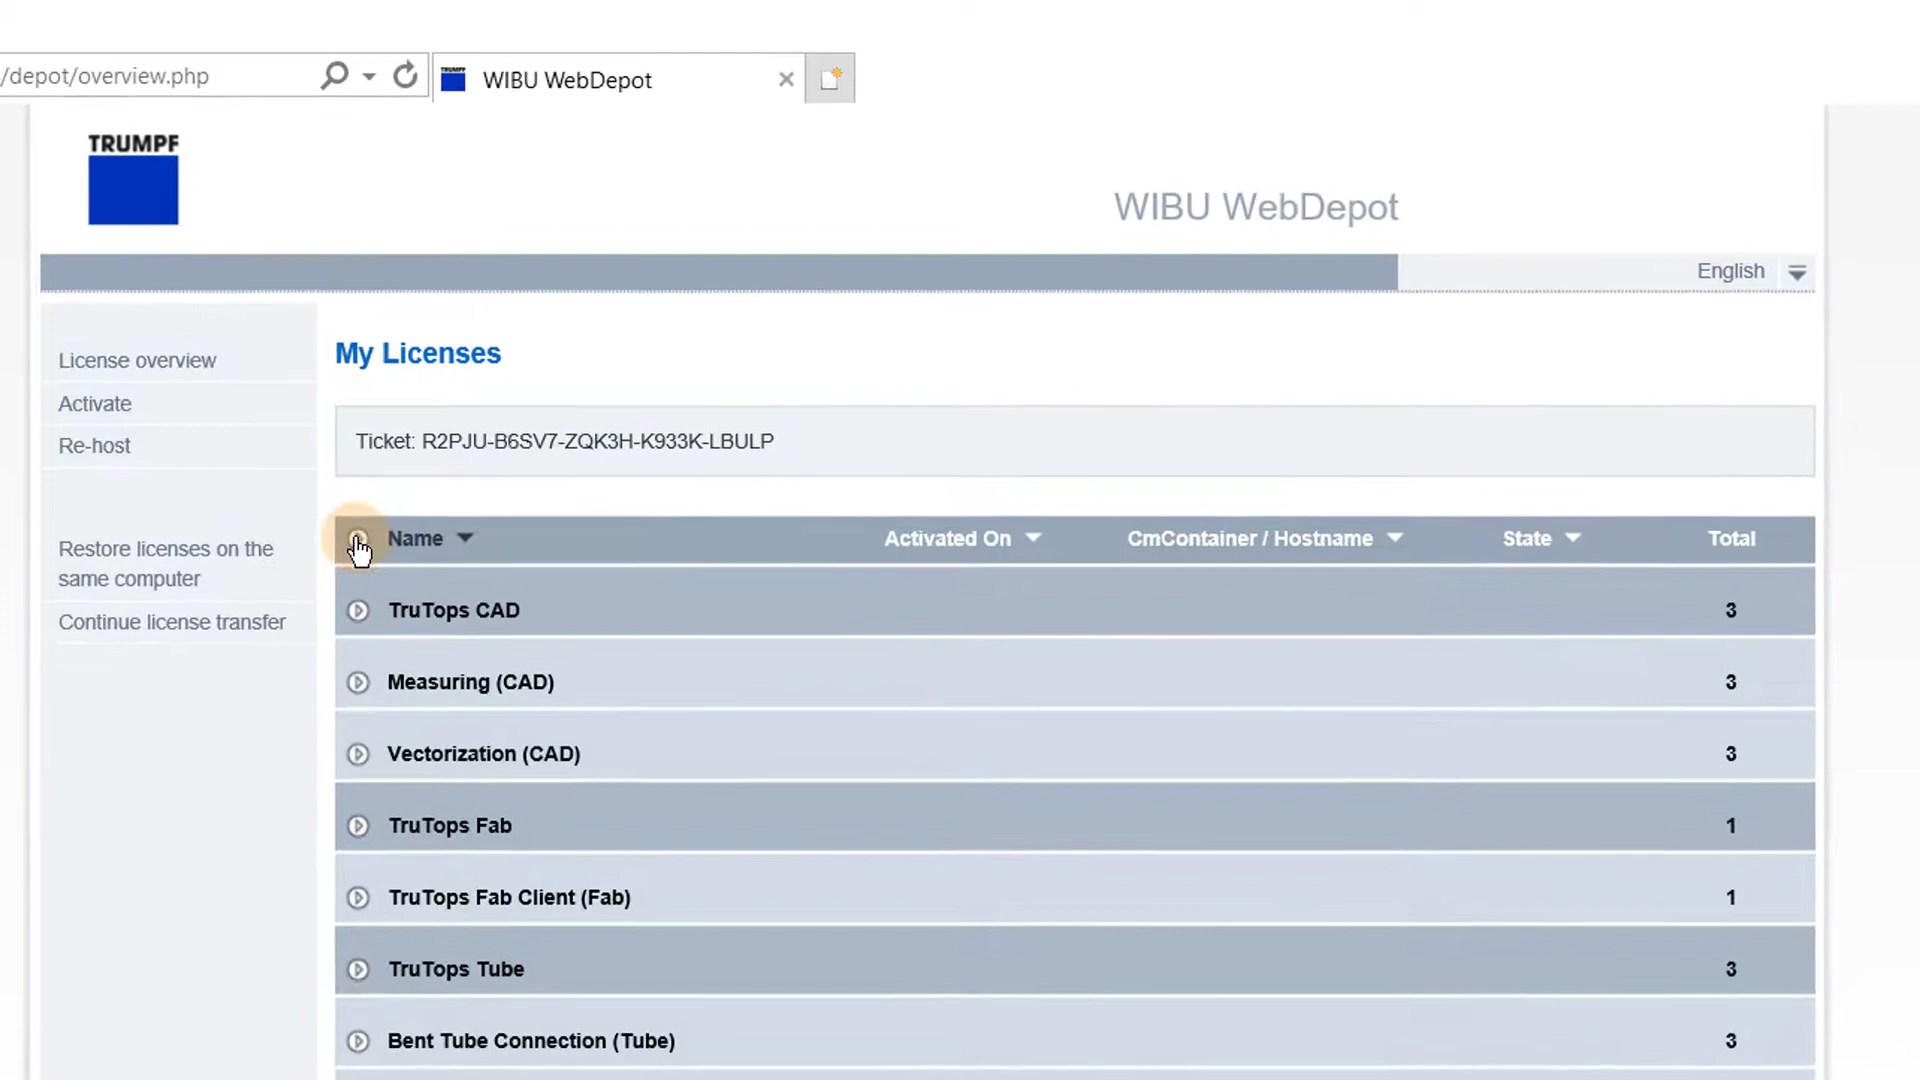 /depot/overview.php
WIBU WebDepot
TRUMPF
WIBU WebDepot
English
License overview
Activate
Re-host
Restore licenses on the
same computer
Continue license transfer
My Licenses
Ticket: R2PJU-B6SV7-ZQK3H-K933K-LBULP
Name Activated On CmContainer / Hostname State Total
TruTops CAD 3
Measuring (CAD) 3
Vectorization (CAD) 3
TruTops Fab 1
TruTops Fab Client (Fab) 1
TruTops Tube 3
Bent Tube Connection (Tube) 3